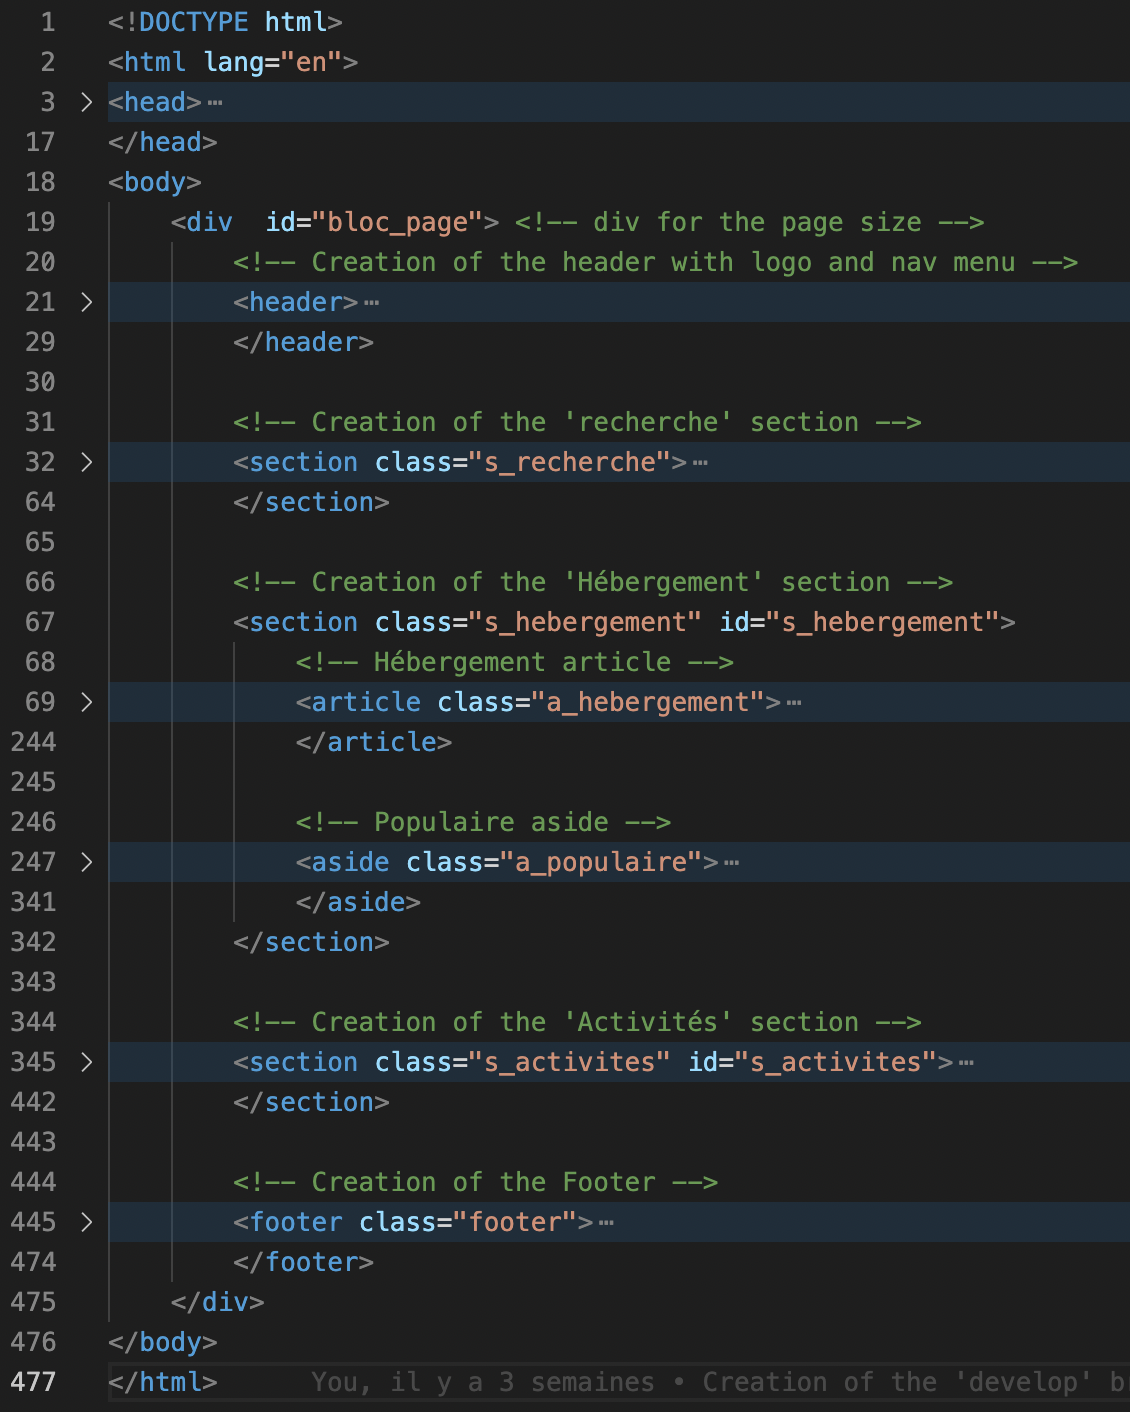 1 <!DOCTYPE html>
2 <html lang="en">
3 > <head>⋯
17 </head>
18 <body>
19 <div  id="bloc_page"> <!-- div for the page size -->
20 <!-- Creation of the header with logo and nav menu -->
21 > <header>⋯
29 </header>
30
31 <!-- Creation of the 'recherche' section -->
32 > <section class="s_recherche">⋯
64 </section>
65
66 <!-- Creation of the 'Hébergement' section -->
67 <section class="s_hebergement" id="s_hebergement">
68 <!-- Hébergement article -->
69 > <article class="a_hebergement">⋯
244 </article>
245
246 <!-- Populaire aside -->
247 > <aside class="a_populaire">⋯
341 </aside>
342 </section>
343
344 <!-- Creation of the 'Activités' section -->
345 > <section class="s_activites" id="s_activites">⋯
442 </section>
443
444 <!-- Creation of the Footer -->
445 > <footer class="footer">⋯
474 </footer>
475 </div>
476 </body>
477 </html> You, il y a 3 semaines • Creation of the 'develop'